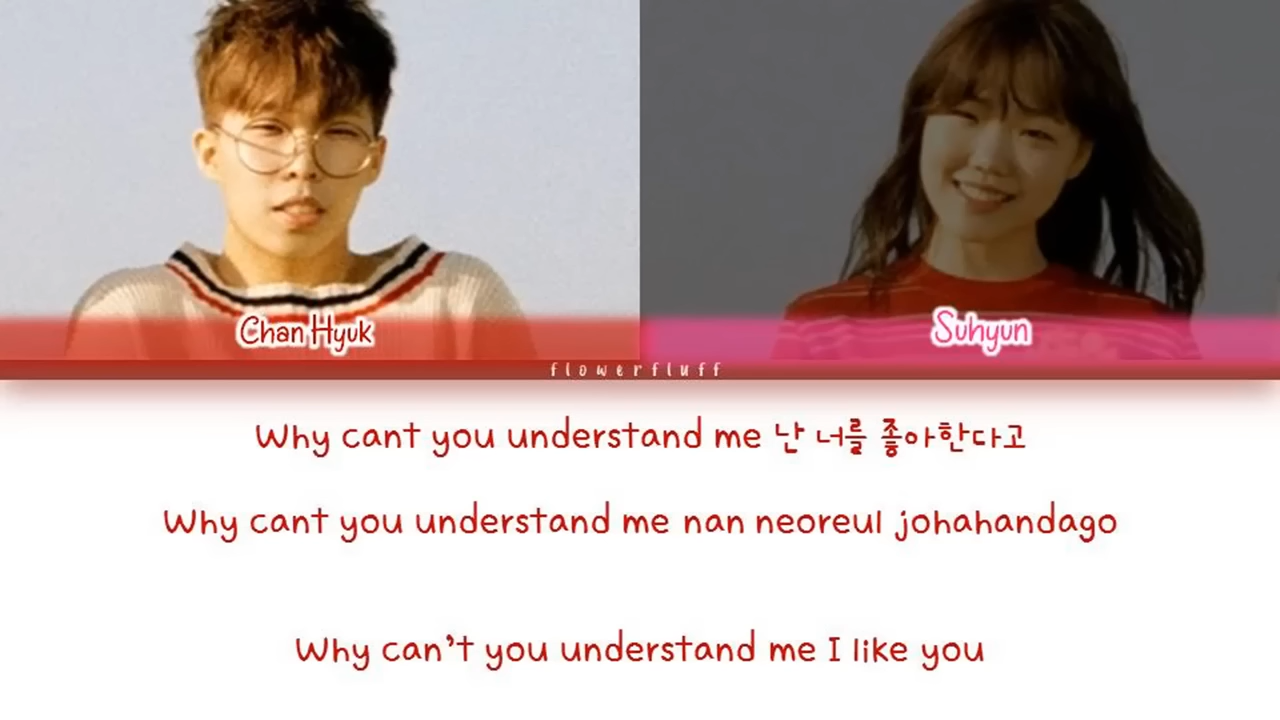 Chan Hyuk
Suhyun
flowerfluff
Why cant you understand me 난 너를 좋아한다고
Why cant you understand me nan neoreul johahandago
Why can't you understand me I like you